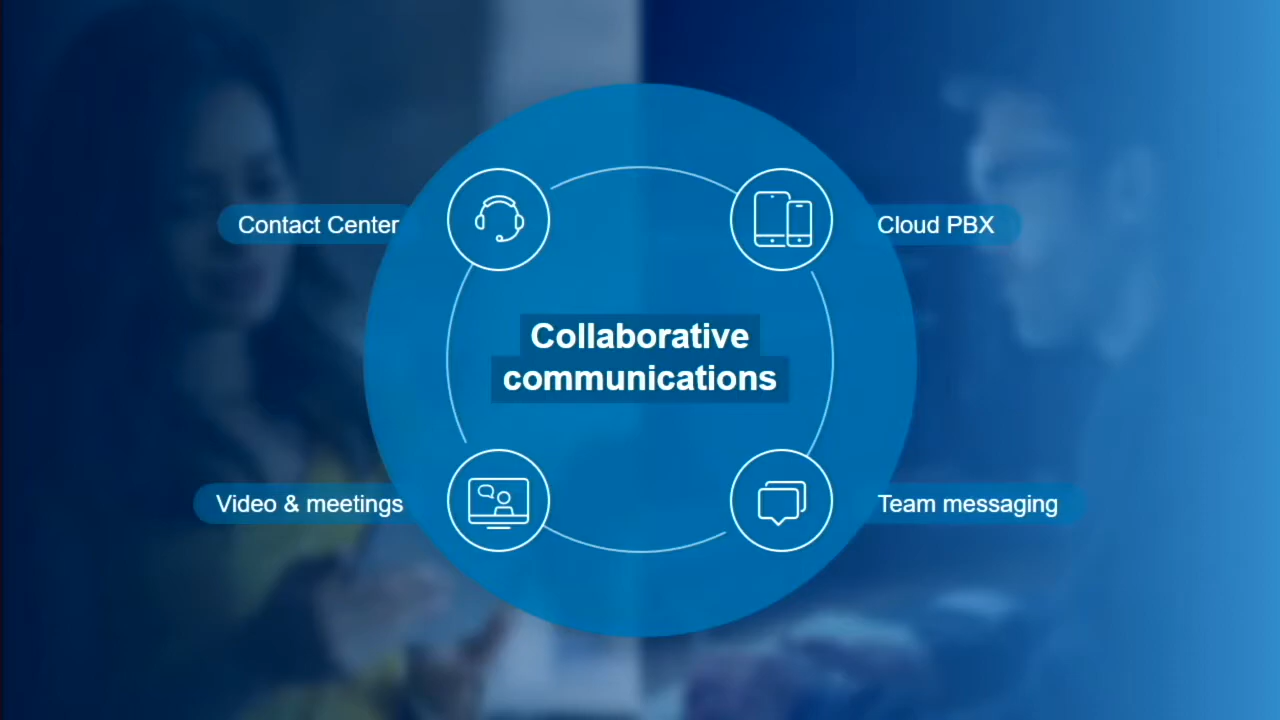 Contact Center
Cloud PBX
Collaborative
communications
Video & meetings
Team messaging